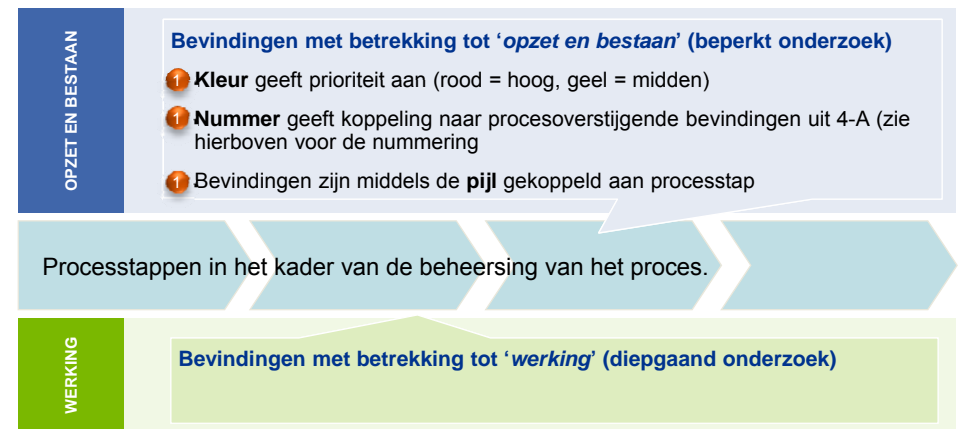 OPZET EN BESTAAN
Bevindingen met betrekking tot ‘opzet en bestaan’ (beperkt onderzoek)
1 Kleur geeft prioriteit aan (rood = hoog, geel = midden)
1 Nummer geeft koppeling naar procesoverstijgende bevindingen uit 4-A (zie
hierboven voor de nummering
1 Bevindingen zijn middels de pijl gekoppeld aan processtap
Processtappen in het kader van de beheersing van het proces.
WERKING
Bevindingen met betrekking tot ‘werking’ (diepgaand onderzoek)